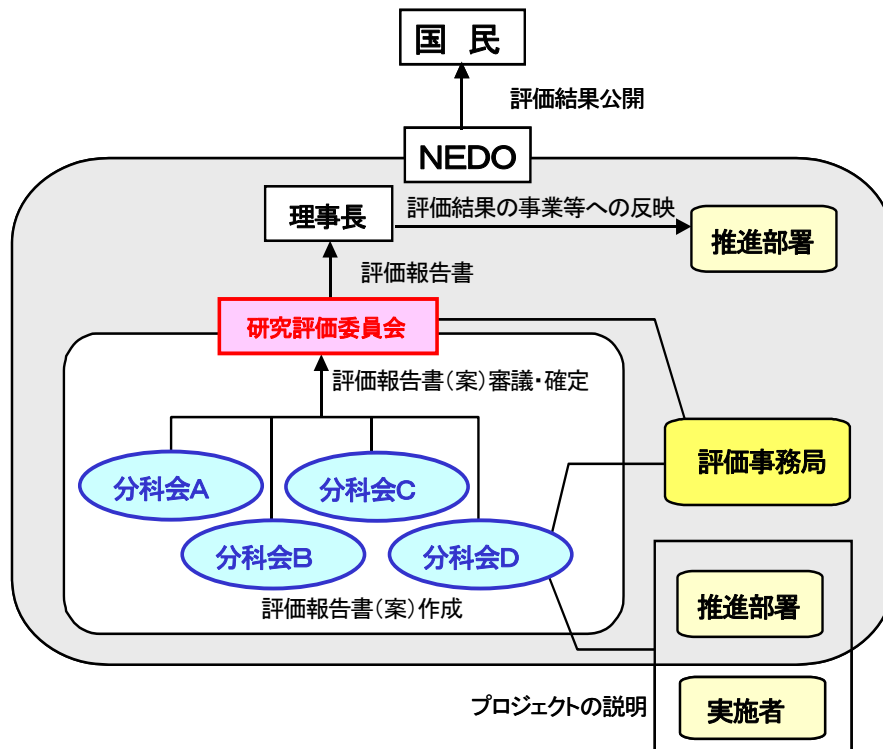 国 民
評価結果公開
NEDO
理事長
評価結果の事業等への反映
推進部署
評価報告書
研究評価委員会
評価報告書(案)審議・確定
評価事務局
分科会A
分科会C
分科会B
分科会D
評価報告書(案)作成
推進部署
プロジェクトの説明
実施者